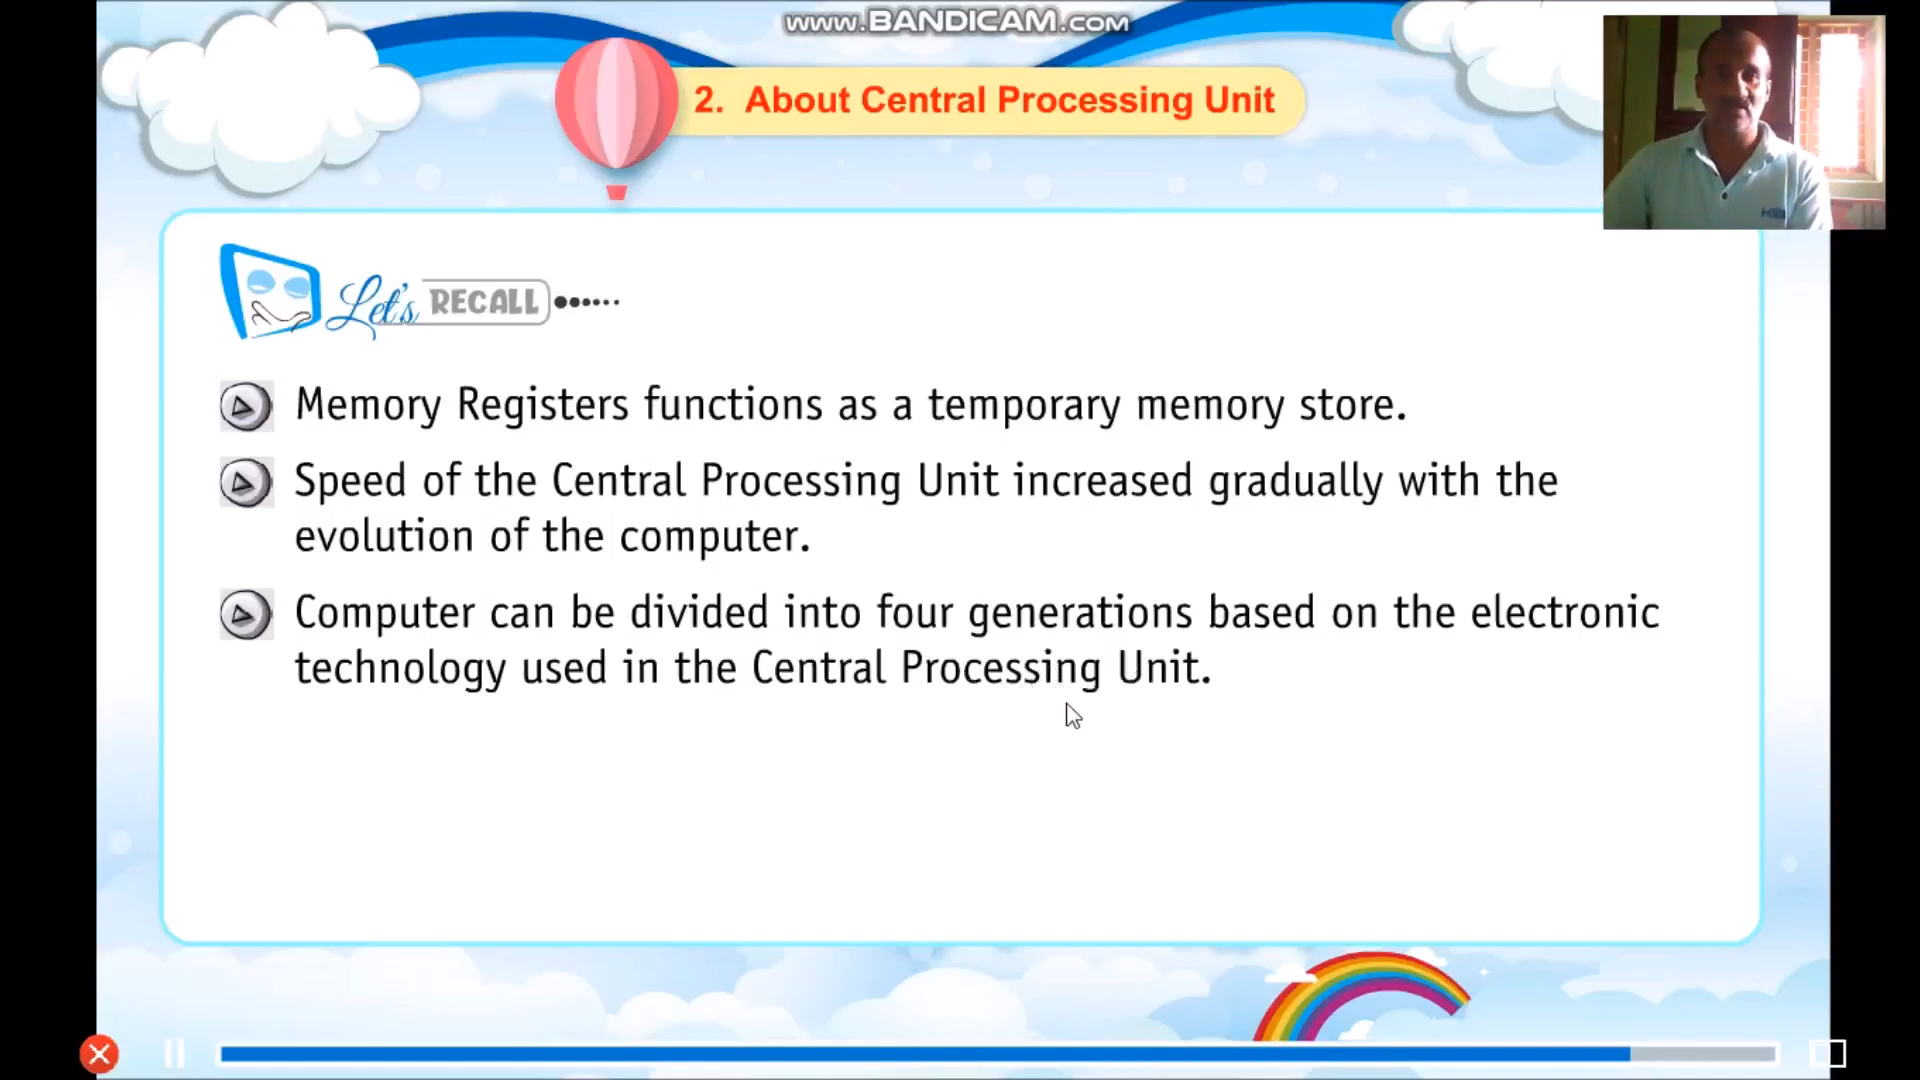 www.BANDICAM.com
2. About Central Processing Unit
Let's RECALL
Memory Registers functions as a temporary memory store.
Speed of the Central Processing Unit increased gradually with the
evolution of the computer.
Computer can be divided into four generations based on the electronic
technology used in the Central Processing Unit.